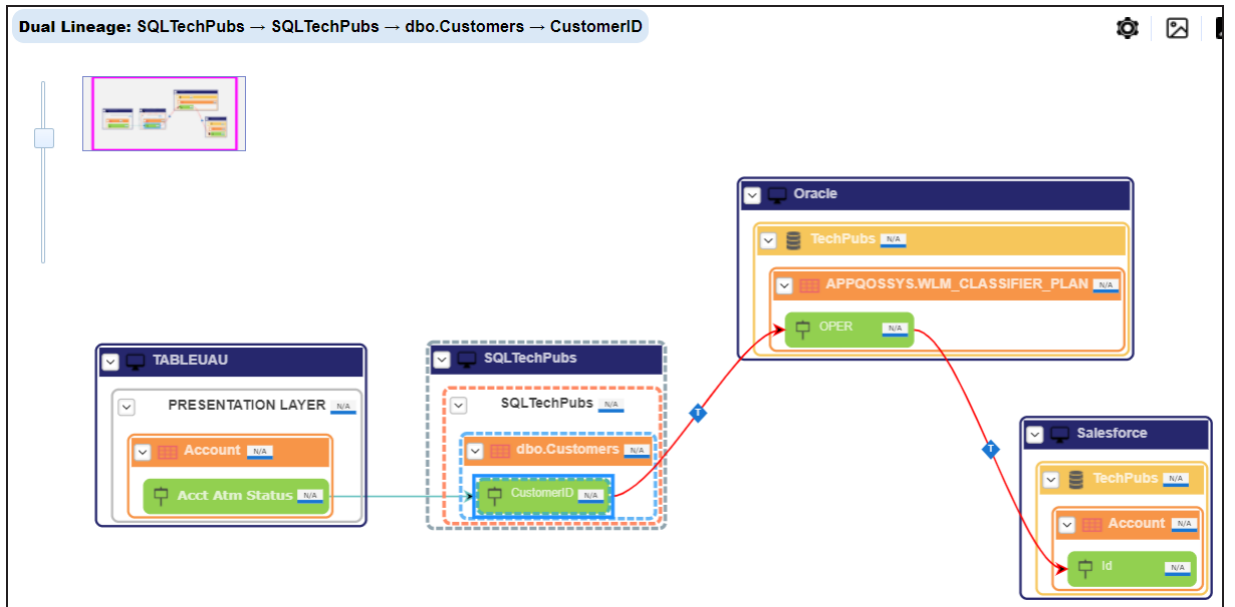 Dual Lineage: SQLTechPubs → SQLTechPubs → dbo.Customers → CustomerID
Oracle
TechPubs N/A
APPQOSSYS.WLM_CLASSIFIER_PLAN N/A
OPER N/A
TABLEUAU
PRESENTATION LAYER N/A
Account N/A
Acct Atm Status N/A
SQLTechPubs
SQLTechPubs N/A
dbo.Customers N/A
CustomerID N/A
T
T
Salesforce
TechPubs N/A
Account N/A
Id N/A